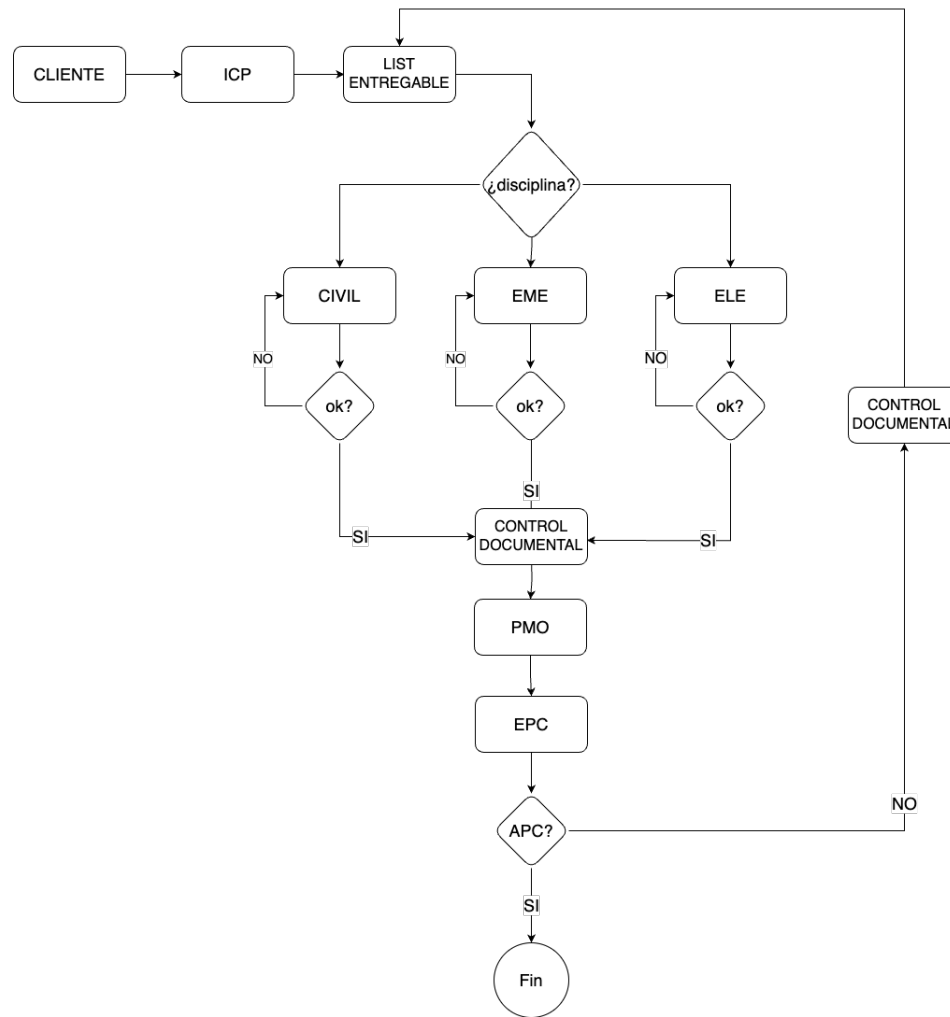 CLIENTE
ICP
LIST
ENTREGABLE
¿disciplina?
CIVIL
EME
ELE
NO
NO
NO
ok?
ok?
ok?
CONTROL
DOCUMENTAL
SI
SI
SI
CONTROL
DOCUMENTAL
PMO
EPC
APC?
NO
SI
Fin